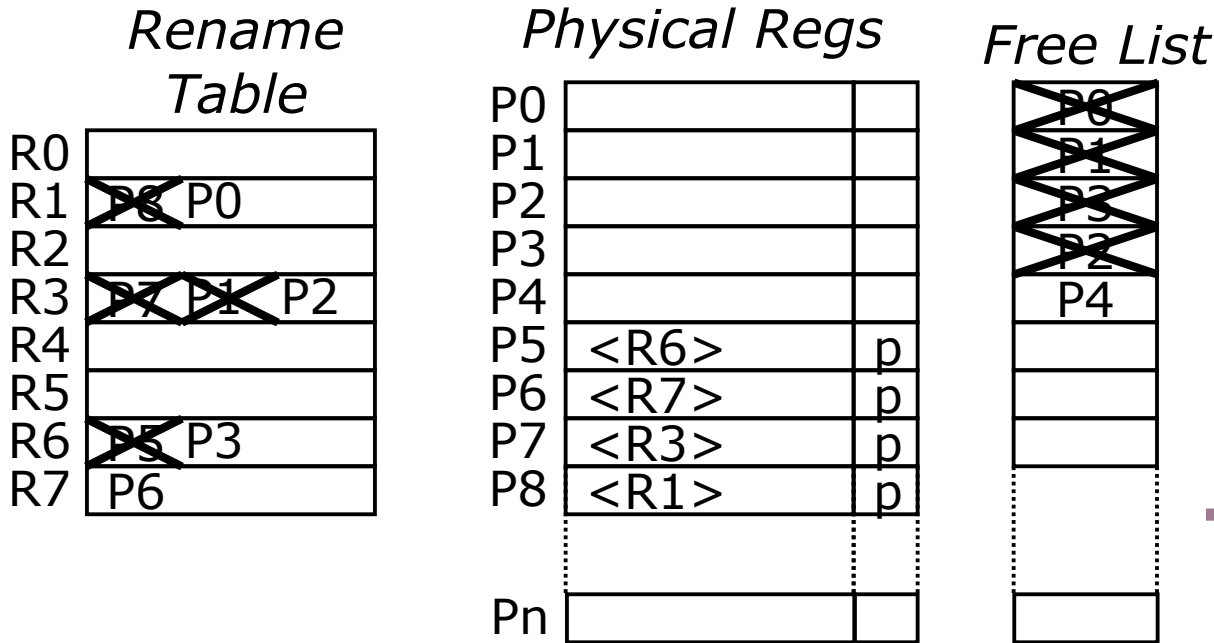 Rename
Table
R0
R1 P8 P0
R2
R3 P7 P1 P2
R4
R5
R6 P5 P3
R7 P6
Physical Regs
P0
P1
P2
P3
P4
P5 <R6> p
P6 <R7> p
P7 <R3> p
P8 <R1> p
Pn
Free List
P0
P1
P3
P2
P4